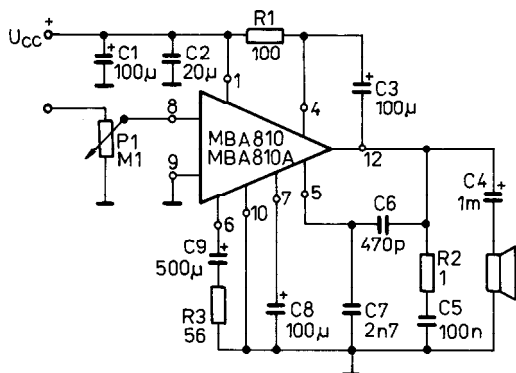 Ucc +
+ C1
100µ
C2
20µ
R1
100
1
4
+
C3
100µ
8
P1
M1
9
MBA810
MBA810A
12
6
10
7
5
C6
470p
C4 +
1m
C9 +
500µ
R2
1
R3
56
+
C8
100µ
C7
2n7
C5
100n